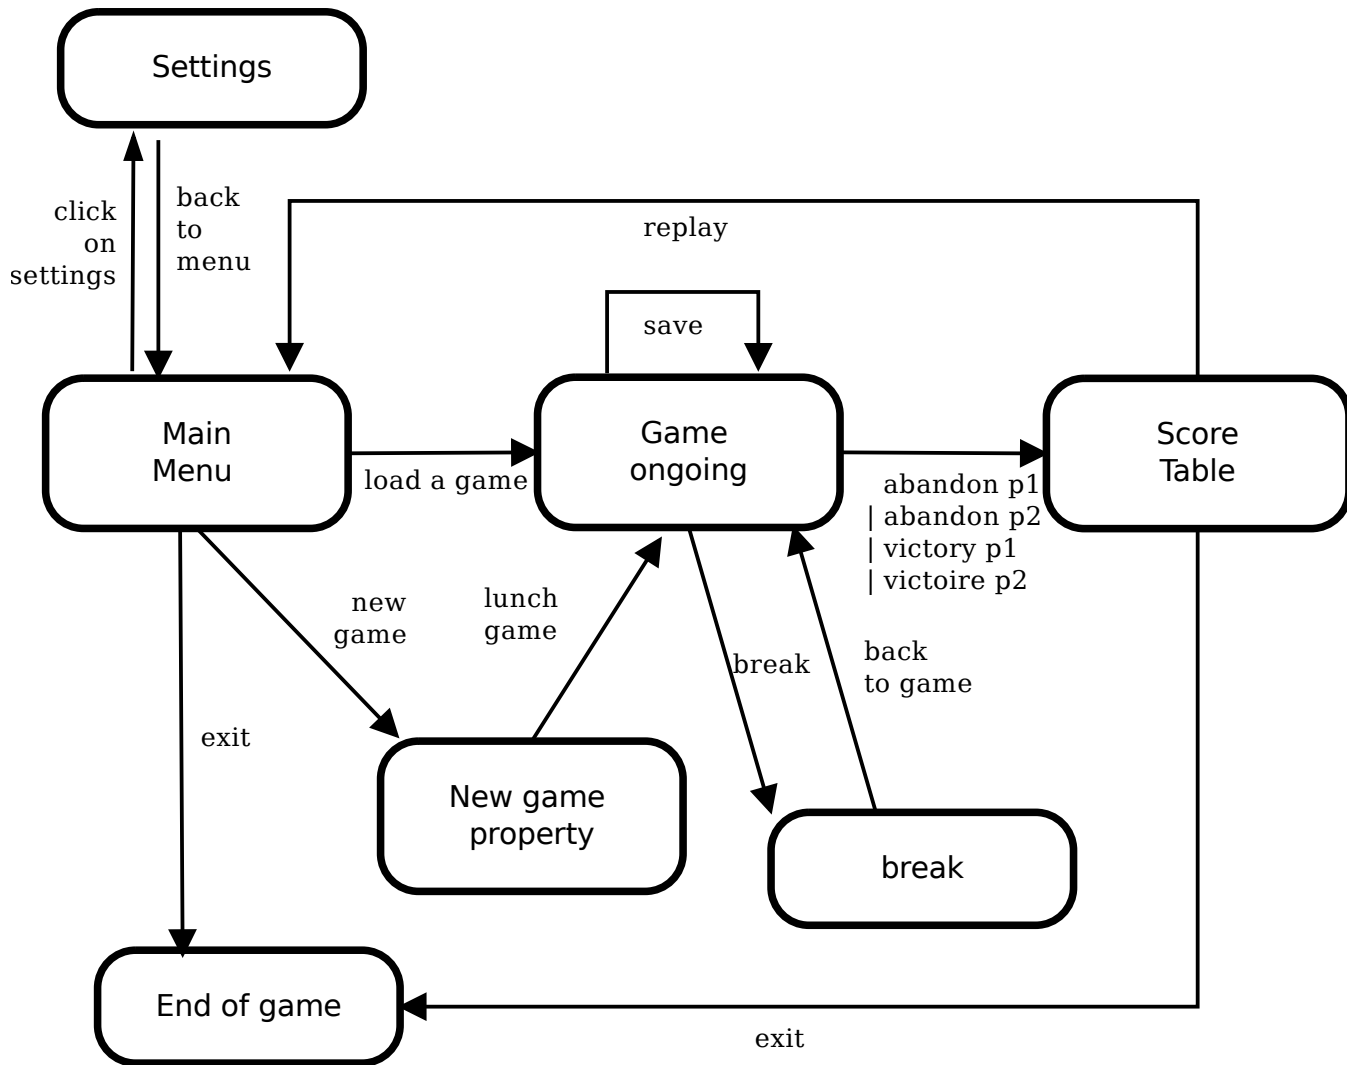 Settings
click
on
settings
back
to
menu
replay
save
Main
Menu
load a game
Game
ongoing
abandon p1
| abandon p2
| victory p1
| victoire p2
Score
Table
new
game
lunch
game
break
back
to game
exit
New game
property
break
End of game
exit